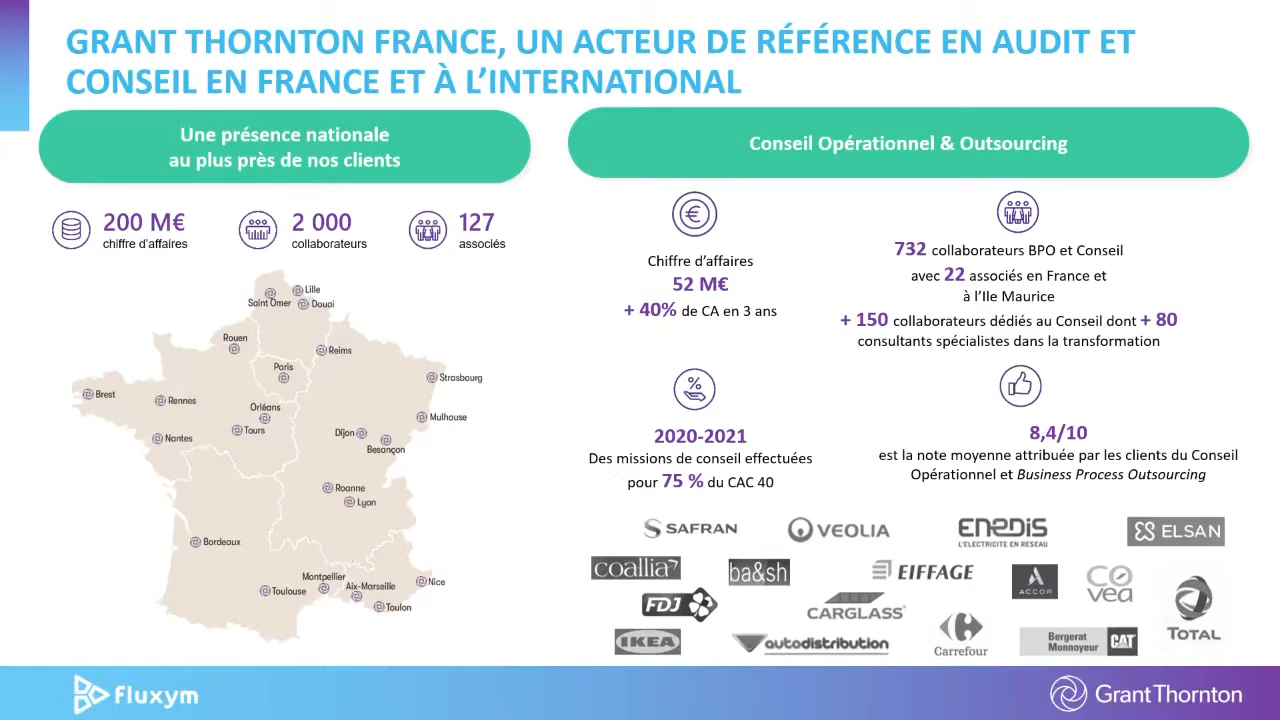 GRANT THORNTON FRANCE, UN ACTEUR DE RÉFÉRENCE EN AUDIT ET
CONSEIL EN FRANCE ET À L'INTERNATIONAL
Une présence nationale
au plus près de nos clients
200 M€
chiffre d'affaires
2 000
collaborateurs
127
associés
Lille
Saint Omer
Douai
Rouen
Reims
Paris
Strasbourg
Brest
Rennes
Orléans
Mulhouse
Tours
Dijon
Nantes
Besançon
Roanne
Lyon
Bordeaux
Montpellier
Aix-Marseille
Nice
Toulouse
Toulon
Conseil Opérationnel & Outsourcing
Chiffre d'affaires
52 M€
+ 40% de CA en 3 ans
732 collaborateurs BPO et Conseil
avec 22 associés en France et
à l'Ile Maurice
+ 150 collaborateurs dédiés au Conseil dont + 80
consultants spécialistes dans la transformation
2020-2021
Des missions de conseil effectuées
pour 75 % du CAC 40
8,4/10
est la note moyenne attribuée par les clients du Conseil
Opérationnel et Business Process Outsourcing
SAFRAN
VEOLIA
ENEDIS
L'ELECTRICITE EN RESEAU
ELSAN
coallia
ba&sh
EIFFAGE
ACCOR
covea
FDJ
CARGLASS
TOTAL
IKEA
autodistribution
Carrefour
Bergerat
Monnoyeur
CAT
fluxym
Grant Thornton